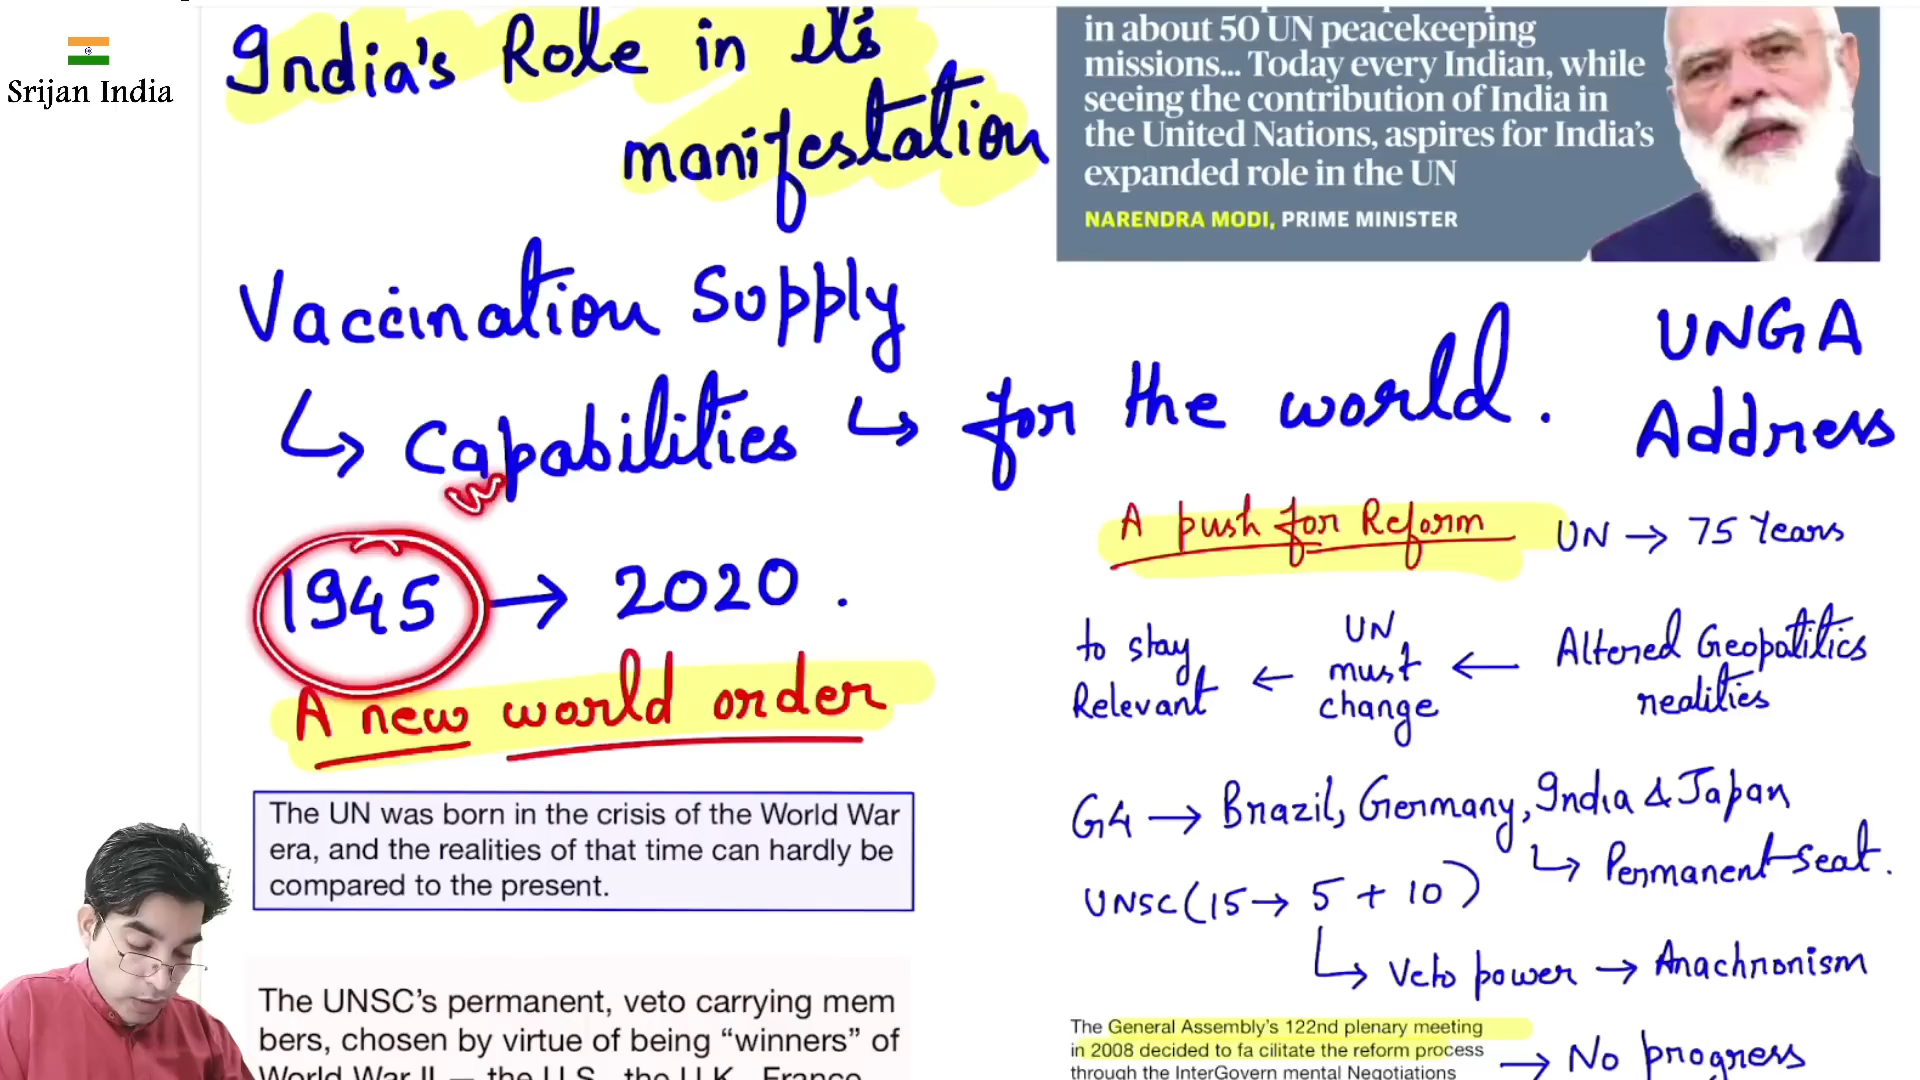 Srijan India
India's Role in it's
manifestation
Vaccination Supply
↳ Capabilities ↳ for the world.
1945 → 2020.
A new world order
The UN was born in the crisis of the World War
era, and the realities of that time can hardly be
compared to the present.
The UNSC's permanent, veto carrying mem
bers, chosen by virtue of being “winners” of
World War II — the U.S., the U.K., France,
in about 50 UN peacekeeping
missions... Today every Indian, while
seeing the contribution of India in
the United Nations, aspires for India's
expanded role in the UN
NARENDRA MODI, PRIME MINISTER
UNGA
Address
A push for Reform
UN → 75 Years
Altered Geopolitics
realities
← UN
must
change
← to stay
Relevant
G4 → Brazil, Germany, India & Japan
↳ Permanent seat.
UNSC (15 → 5 + 10)
↳ Veto power → Anachronism
The General Assembly's 122nd plenary meeting
in 2008 decided to fa cilitate the reform process
through the InterGovern mental Negotiations
→ No progress